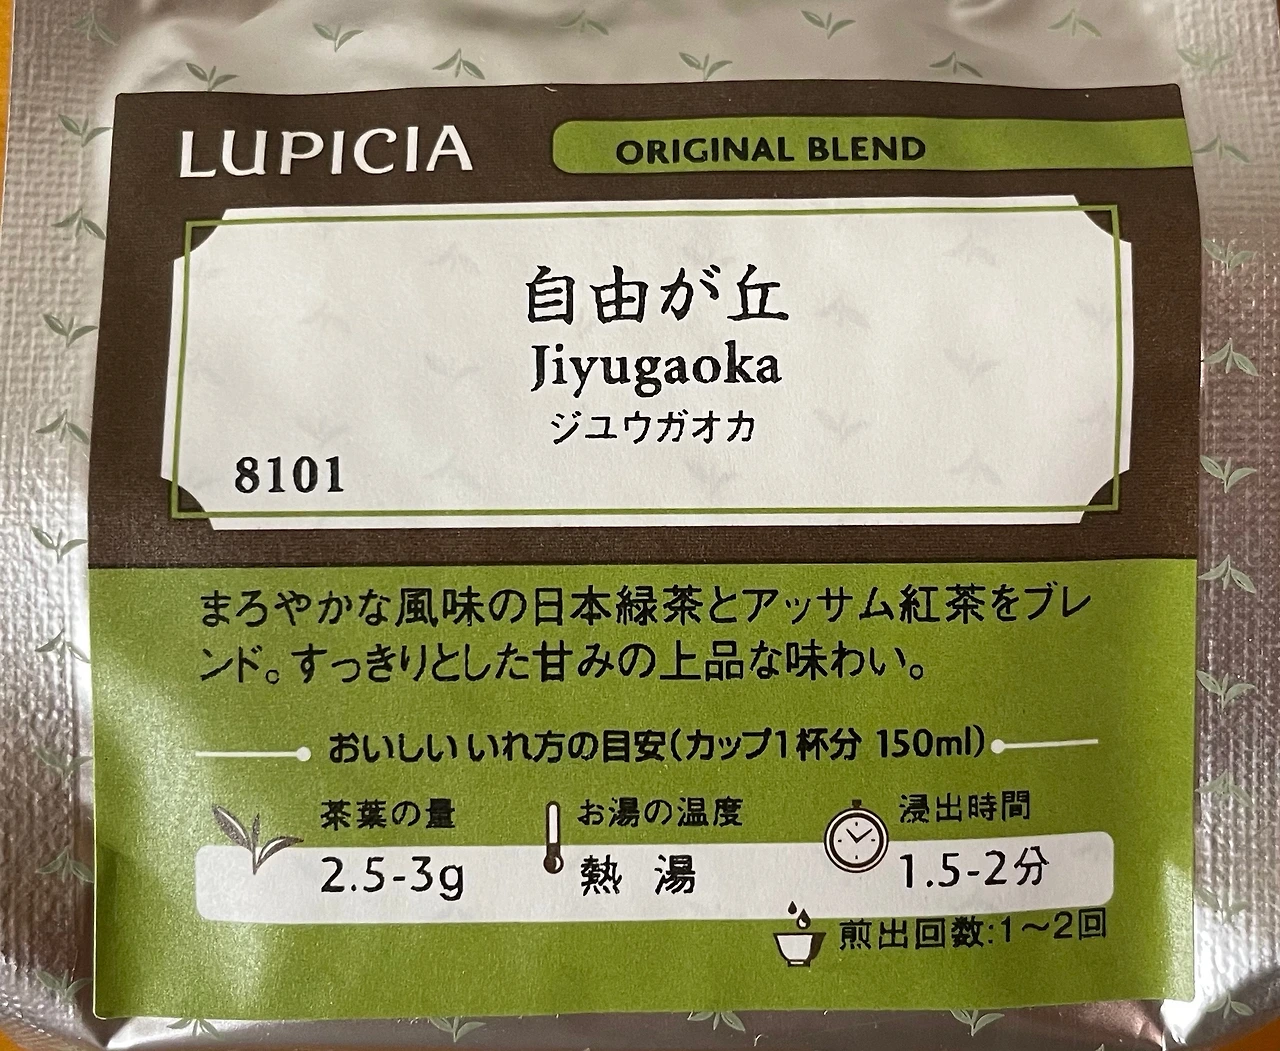 LUPICIA
ORIGINAL BLEND
自由が丘
Jiyugaoka
ジユウガオカ
8101
まろやかな風味の日本緑茶とアッサム紅茶をブレ
ンド。すっきりとした甘みの上品な味わい。
おいしいいれ方の目安(カップ1杯分 150ml)
茶葉の量
2.5-3g
お湯の温度
熱 湯
浸出時間
1.5-2分
煎出回数:1～2回